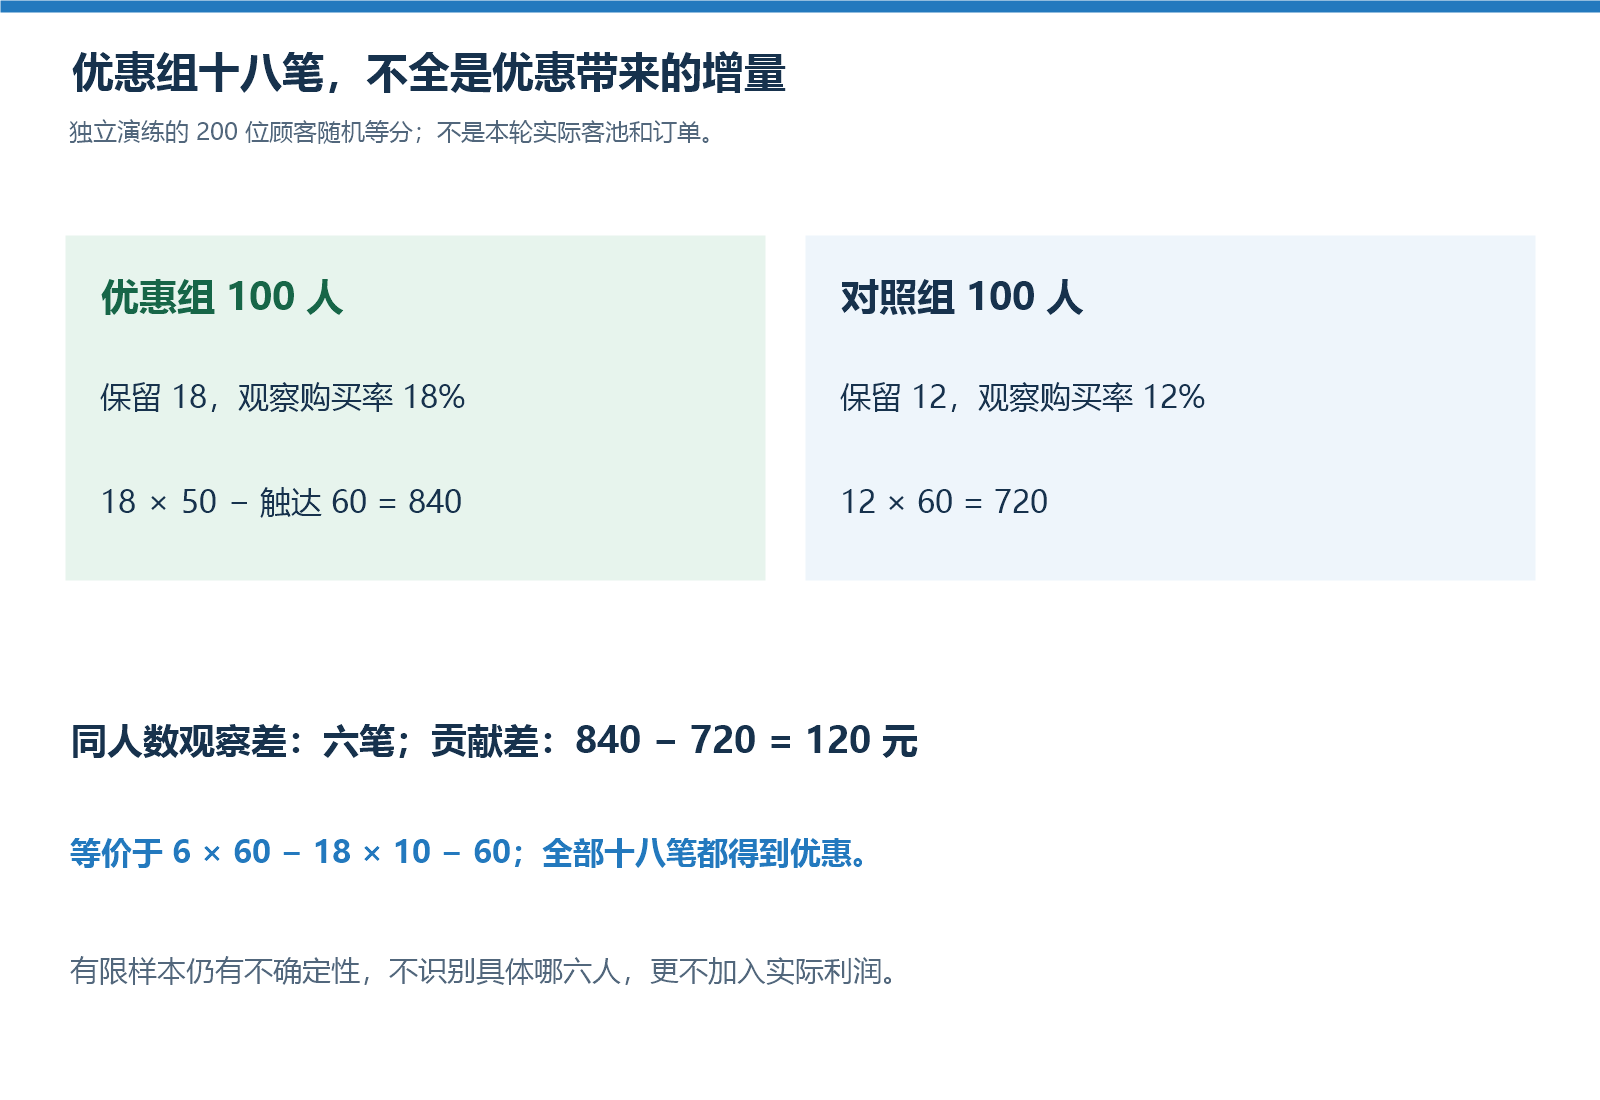 优惠组十八笔，不全是优惠带来的增量
独立演练的 200 位顾客随机等分；不是本轮实际客池和订单。
优惠组 100 人
保留 18，观察购买率 18%
18 × 50 − 触达 60 = 840
对照组 100 人
保留 12，观察购买率 12%
12 × 60 = 720
同人数观察差：六笔；贡献差：840 − 720 = 120 元
等价于 6 × 60 − 18 × 10 − 60；全部十八笔都得到优惠。
有限样本仍有不确定性，不识别具体哪六人，更不加入实际利润。